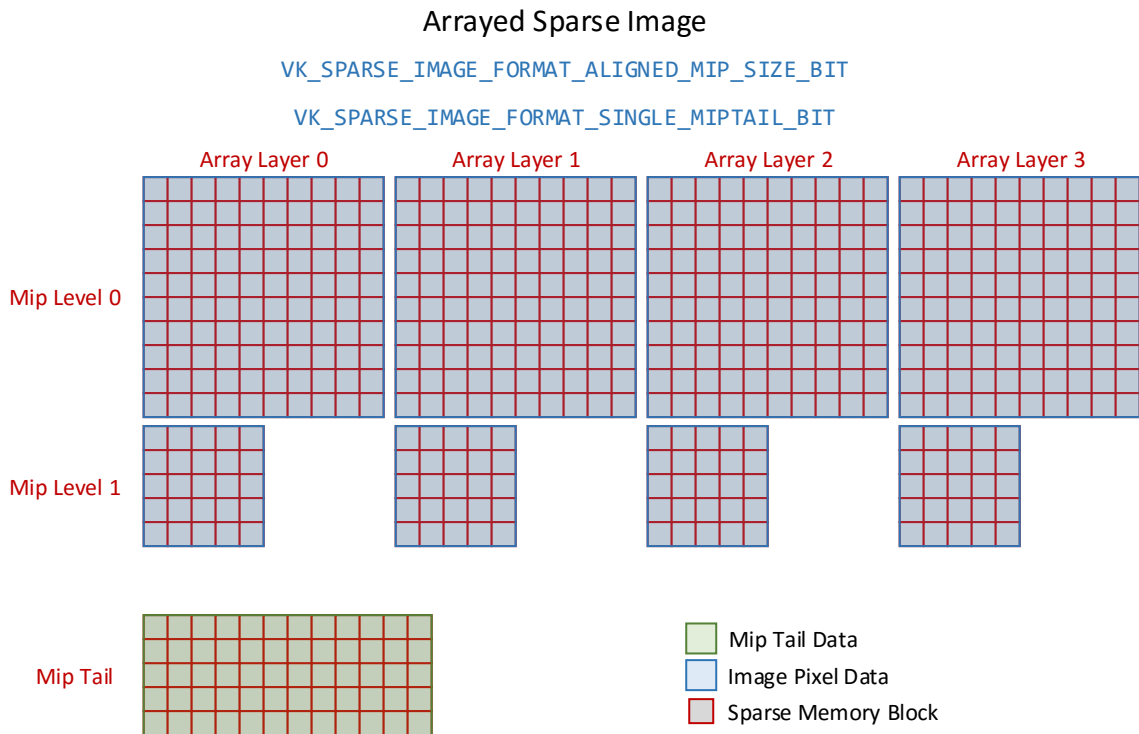 Arrayed Sparse Image
VK_SPARSE_IMAGE_FORMAT_ALIGNED_MIP_SIZE_BIT
VK_SPARSE_IMAGE_FORMAT_SINGLE_MIPTAIL_BIT
Array Layer 0 Array Layer 1 Array Layer 2 Array Layer 3
Mip Level 0
Mip Level 1
Mip Tail
Mip Tail Data
Image Pixel Data
Sparse Memory Block